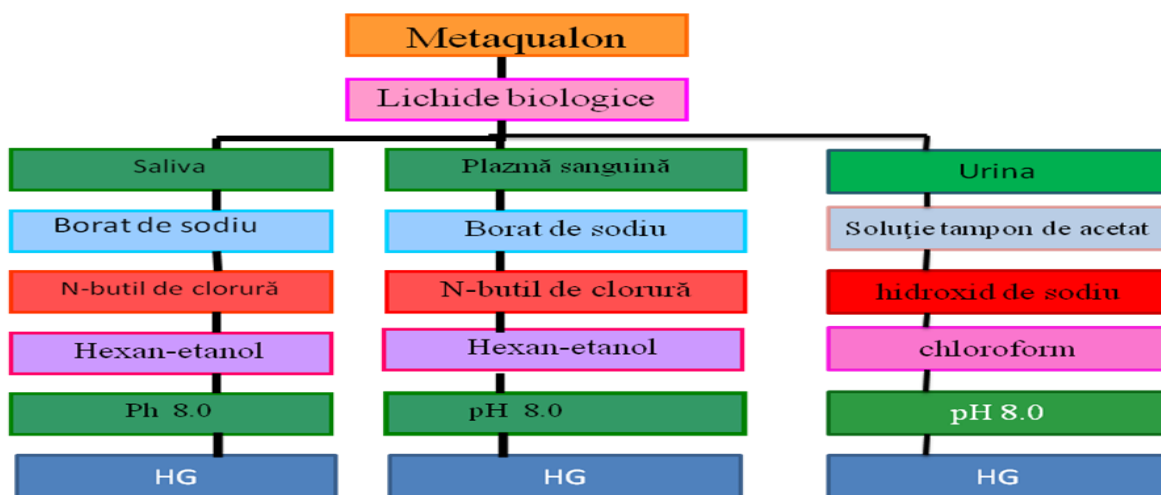 Metaqualon
Lichide biologice
Saliva
Plazmă sanguină
Urina
Borat de sodiu
Borat de sodiu
Soluţie tampon de acetat
N-butil de clorură
N-butil de clorură
hidroxid de sodiu
Hexan-etanol
Hexan-etanol
chloroform
Ph 8.0
pH 8.0
pH 8.0
HG
HG
HG